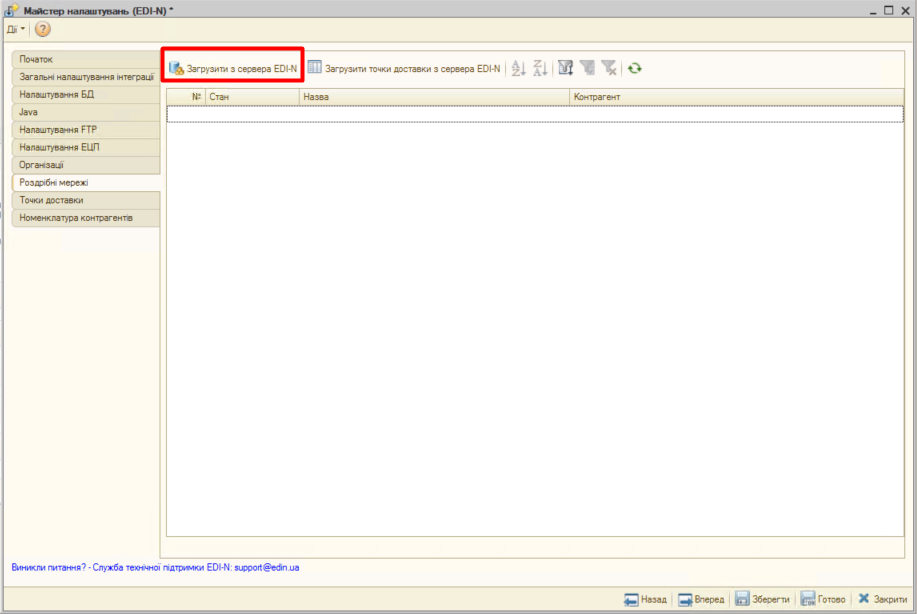 Майстер налаштувань (EDI-N) *
Дії
Початок
Загальні налаштування інтеграції
Налаштування БД
Java
Налаштування FTP
Налаштування ЕЦП
Організації
Роздрібні мережі
Точки доставки
Номенклатура контрагентів
Загрузити з сервера EDI-N
Загрузити точки доставки з сервера EDI-N
№ Стан Назва Контрагент
Виникли питання? - Служба технічної підтримки EDI-N: support@edin.ua
Назад Вперед Зберегти Готово Закрити